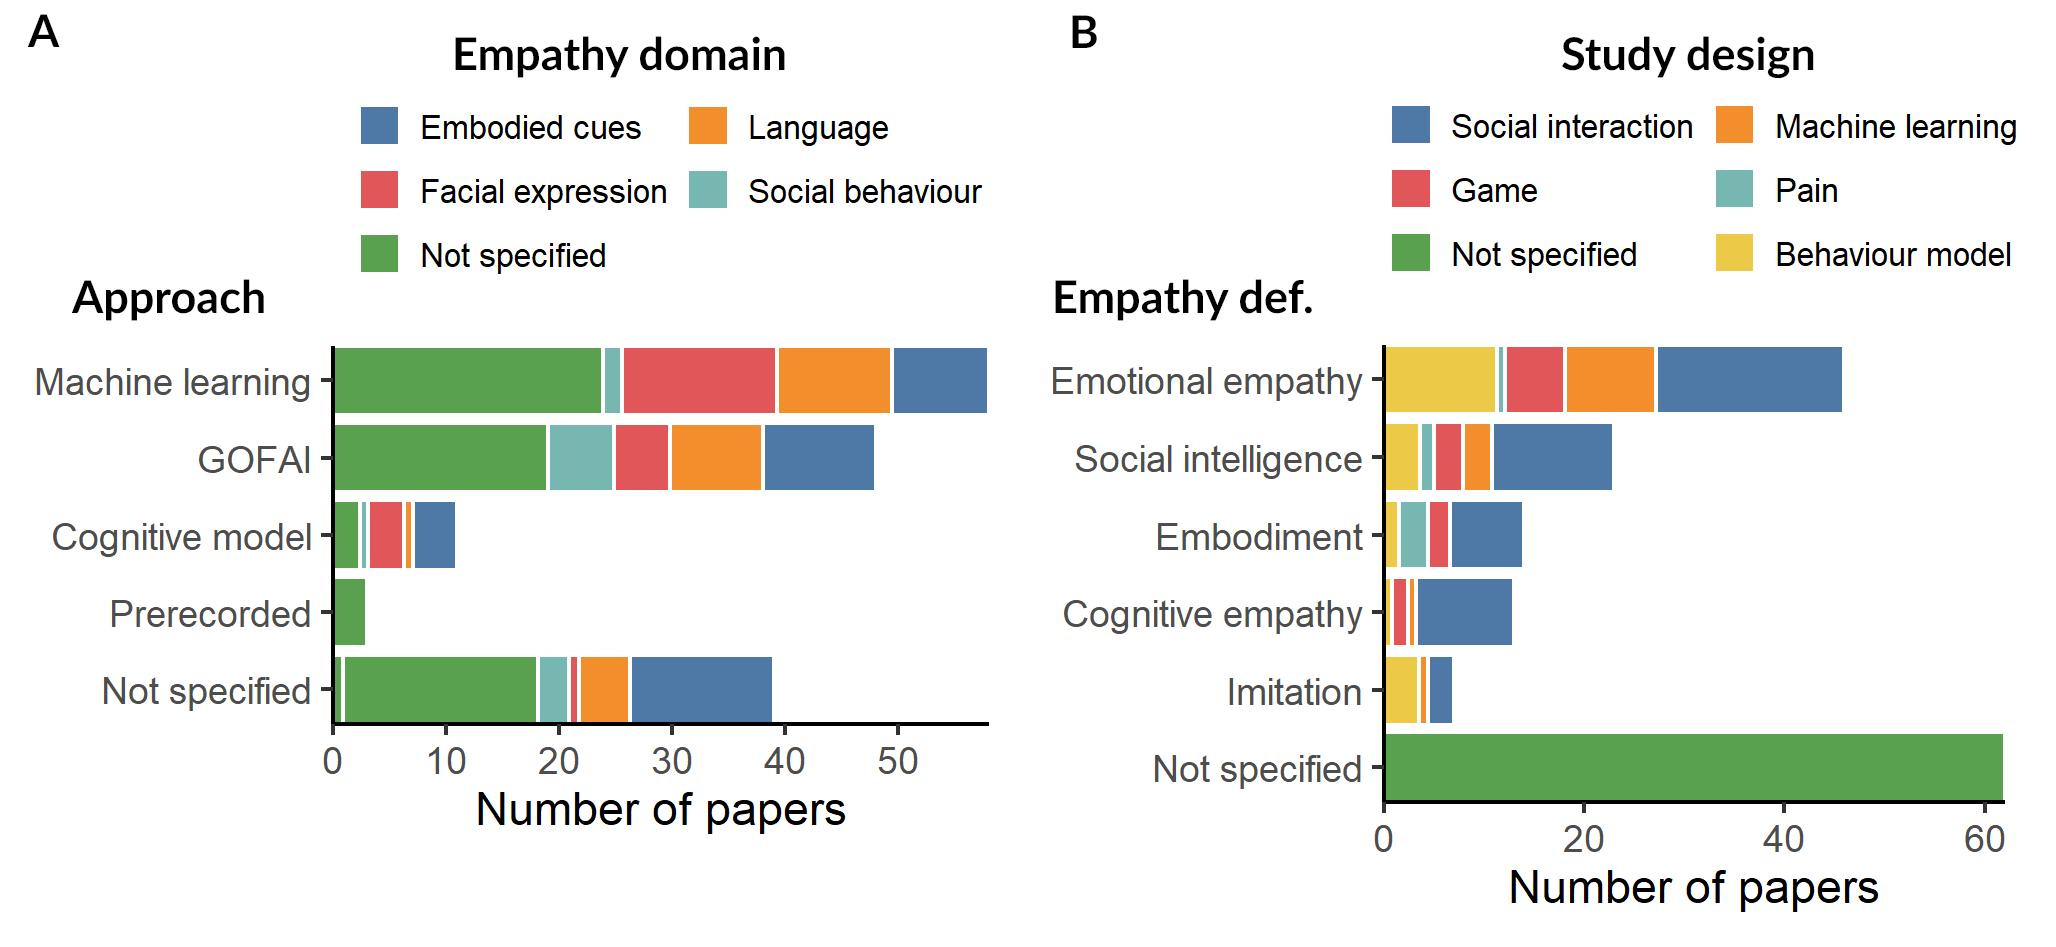 A
Empathy domain
Embodied cues
Language
Facial expression
Social behaviour
Not specified
Approach
Machine learning
GOFAI
Cognitive model
Prerecorded
Not specified
0 10 20 30 40 50
Number of papers
B
Study design
Social interaction
Machine learning
Game
Pain
Not specified
Behaviour model
Empathy def.
Emotional empathy
Social intelligence
Embodiment
Cognitive empathy
Imitation
Not specified
0 20 40 60
Number of papers